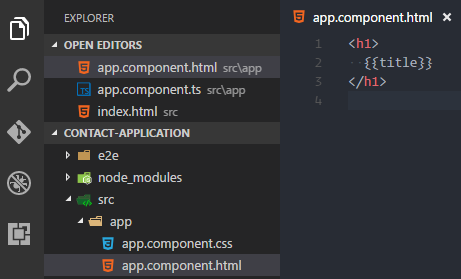 EXPLORER
OPEN EDITORS
app.component.html src\app
app.component.ts src\app
index.html src
CONTACT-APPLICATION
e2e
node_modules
src
app
app.component.css
app.component.html
app.component.html ×
1 <h1>
2 {{title}}
3 </h1>
4